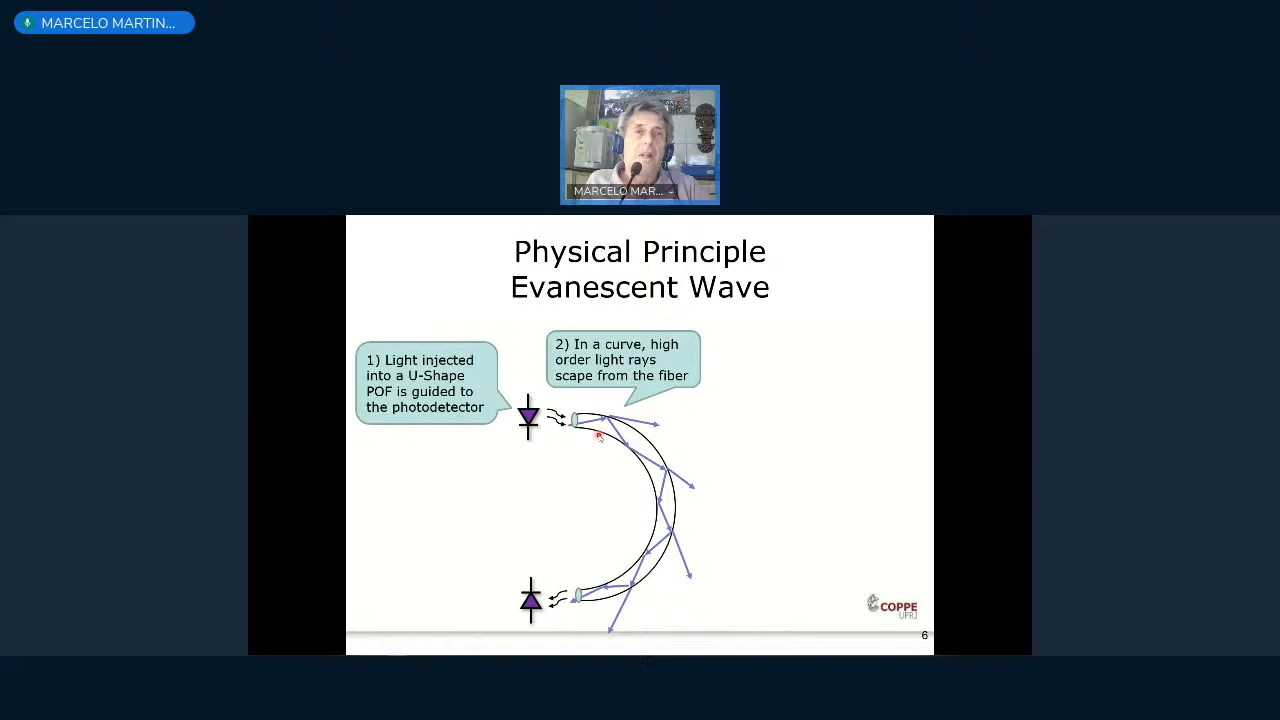 MARCELO MARTIN...
MARCELO MAR...
Physical Principle
Evanescent Wave
1) Light injected
into a U-Shape
POF is guided to
the photodetector
2) In a curve, high
order light rays
scape from the fiber
COPPE
UFRJ
6